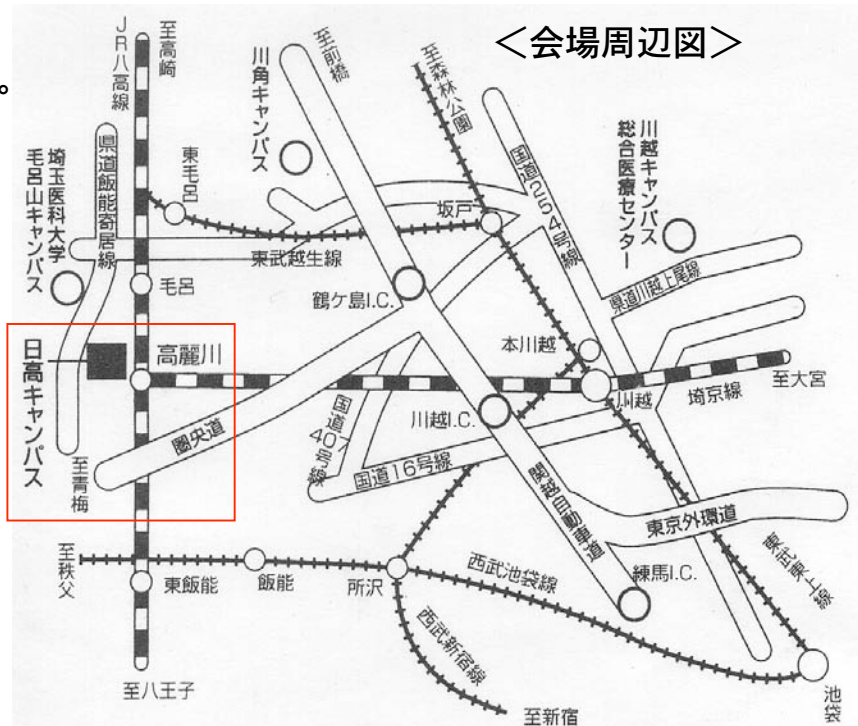 ＜会場周辺図＞
。
JR八高線
至高崎
川角キャンパス
至前橋
至森林公園
国道254号線
川越キャンパス
総合医療センター
埼玉医科大学
毛呂山キャンパス
県道飯能寄居線
東毛呂
坂戸
東武越生線
県道川越上尾線
毛呂
鶴ケ島I.C.
本川越
日高キャンパス
高麗川
川越
埼京線
至大宮
川越I.C.
国道407号線
圏央道
国道16号線
至青梅
関越自動車道
東京外環道
東武東上線
至秩父
東飯能
飯能
所沢
西武池袋線
練馬I.C.
西武新宿線
至八王子
至新宿
池袋